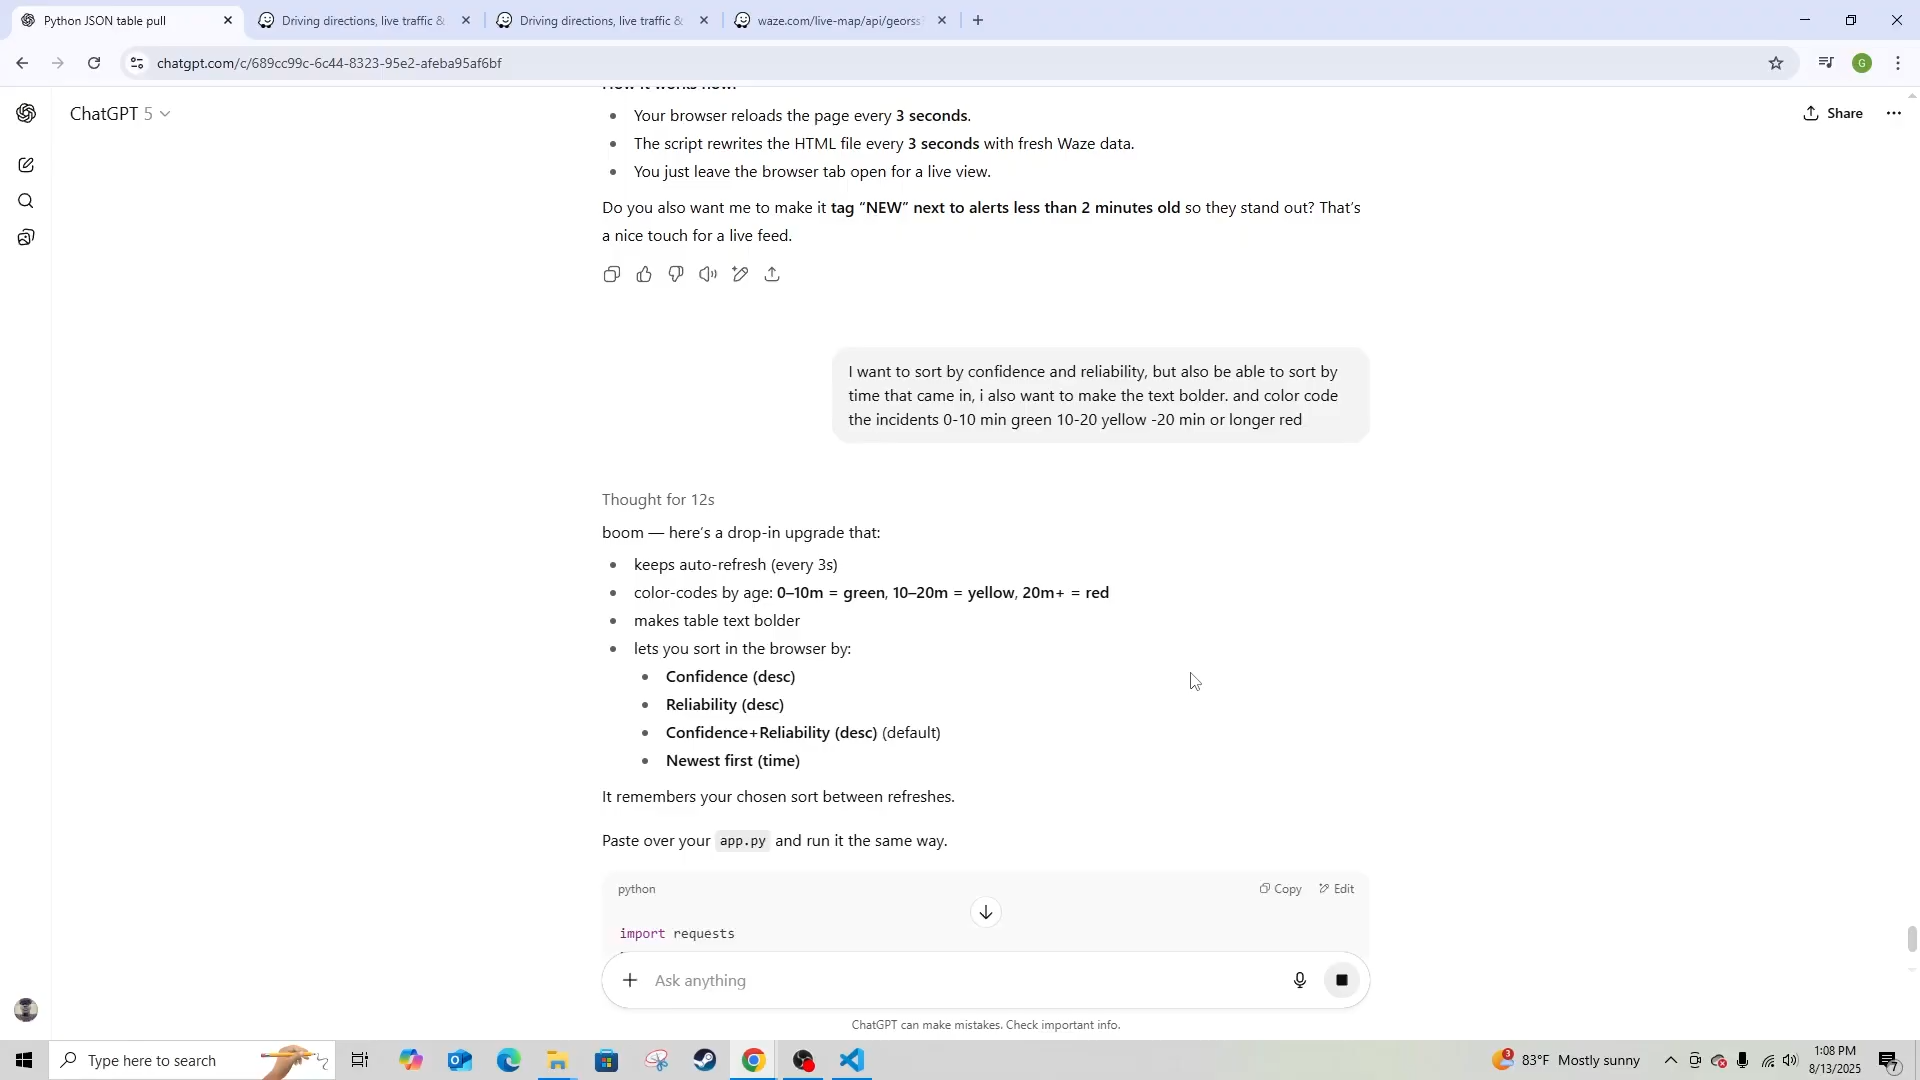 Python JSON table pull
Driving directions, live traffic &
Driving directions, live traffic &
waze.com/live-map/api/georss
chatgpt.com/c/689cc99c-6c44-8323-95e2-afeba95af6bf
G
ChatGPT 5
Share
How it works now:
Your browser reloads the page every 3 seconds.
The script rewrites the HTML file every 3 seconds with fresh Waze data.
You just leave the browser tab open for a live view.
Do you also want me to make it tag “NEW” next to alerts less than 2 minutes old so they stand out? That’s
a nice touch for a live feed.
I want to sort by confidence and reliability, but also be able to sort by
time that came in, i also want to make the text bolder. and color code
the incidents 0-10 min green 10-20 yellow -20 min or longer red
Thought for 12s
boom — here’s a drop-in upgrade that:
keeps auto-refresh (every 3s)
color-codes by age: 0–10m = green, 10–20m = yellow, 20m+ = red
makes table text bolder
lets you sort in the browser by:
Confidence (desc)
Reliability (desc)
Confidence+Reliability (desc) (default)
Newest first (time)
It remembers your chosen sort between refreshes.
Paste over your app.py and run it the same way.
python
Copy
Edit
import requests
Ask anything
ChatGPT can make mistakes. Check important info.
Type here to search
3
83°F Mostly sunny
1:08 PM
8/13/2025
7